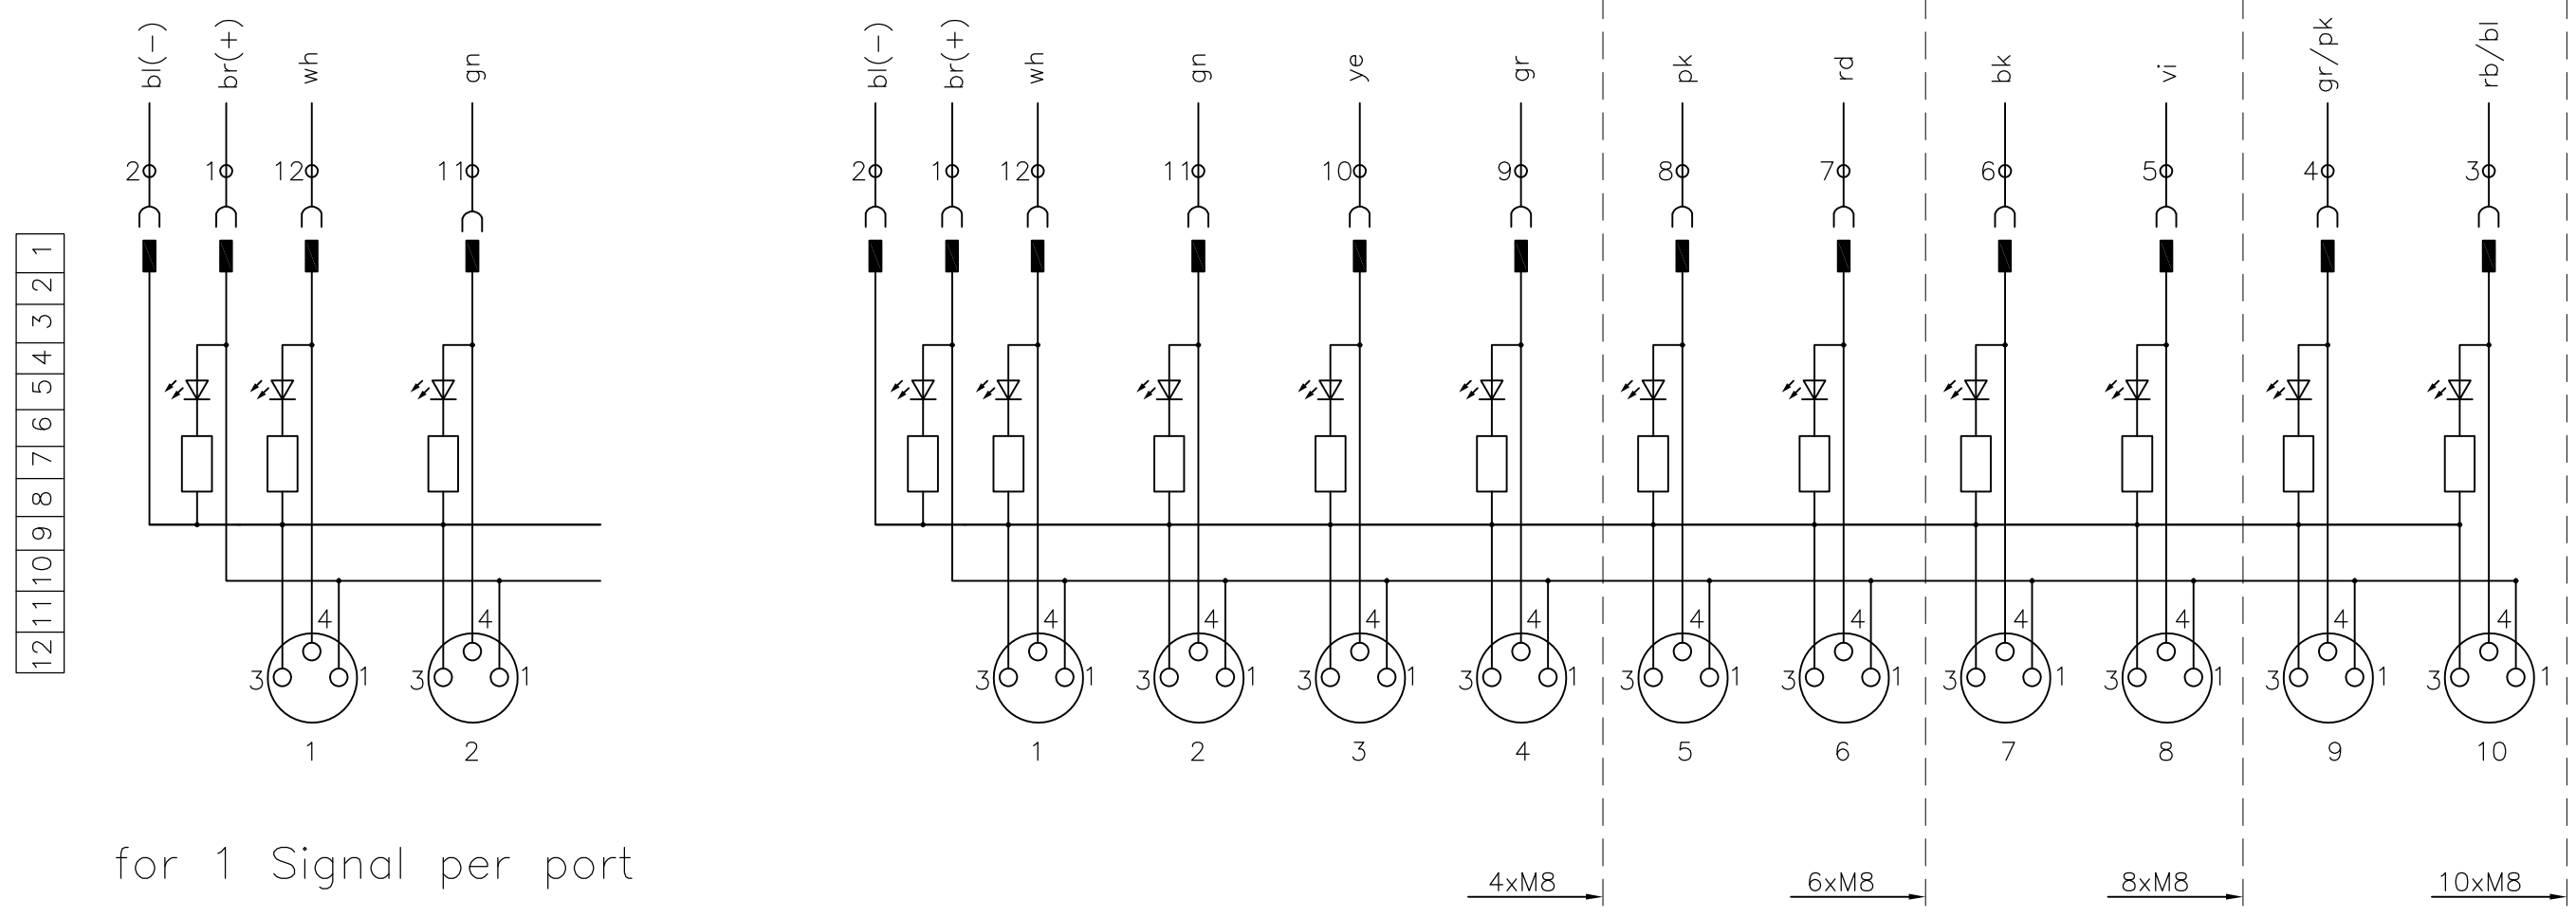 bl(-) br(+) wh gn bl(-) br(+) wh gn ye gr pk rd bk vi gr/pk rb/bl
2 1 12 11 2 1 12 11 10 9 8 7 6 5 4 3
1
2
3
4
5
6
7
8
9
10
11
12
4 4 4 4 4 4 4 4 4 4 4 4
3 1 3 1 3 1 3 1 3 1 3 1 3 1 3 1 3 1 3 1 3 1 3 1
1 2 1 2 3 4 5 6 7 8 9 10
for 1 Signal per port
4xM8 6xM8 8xM8 10xM8